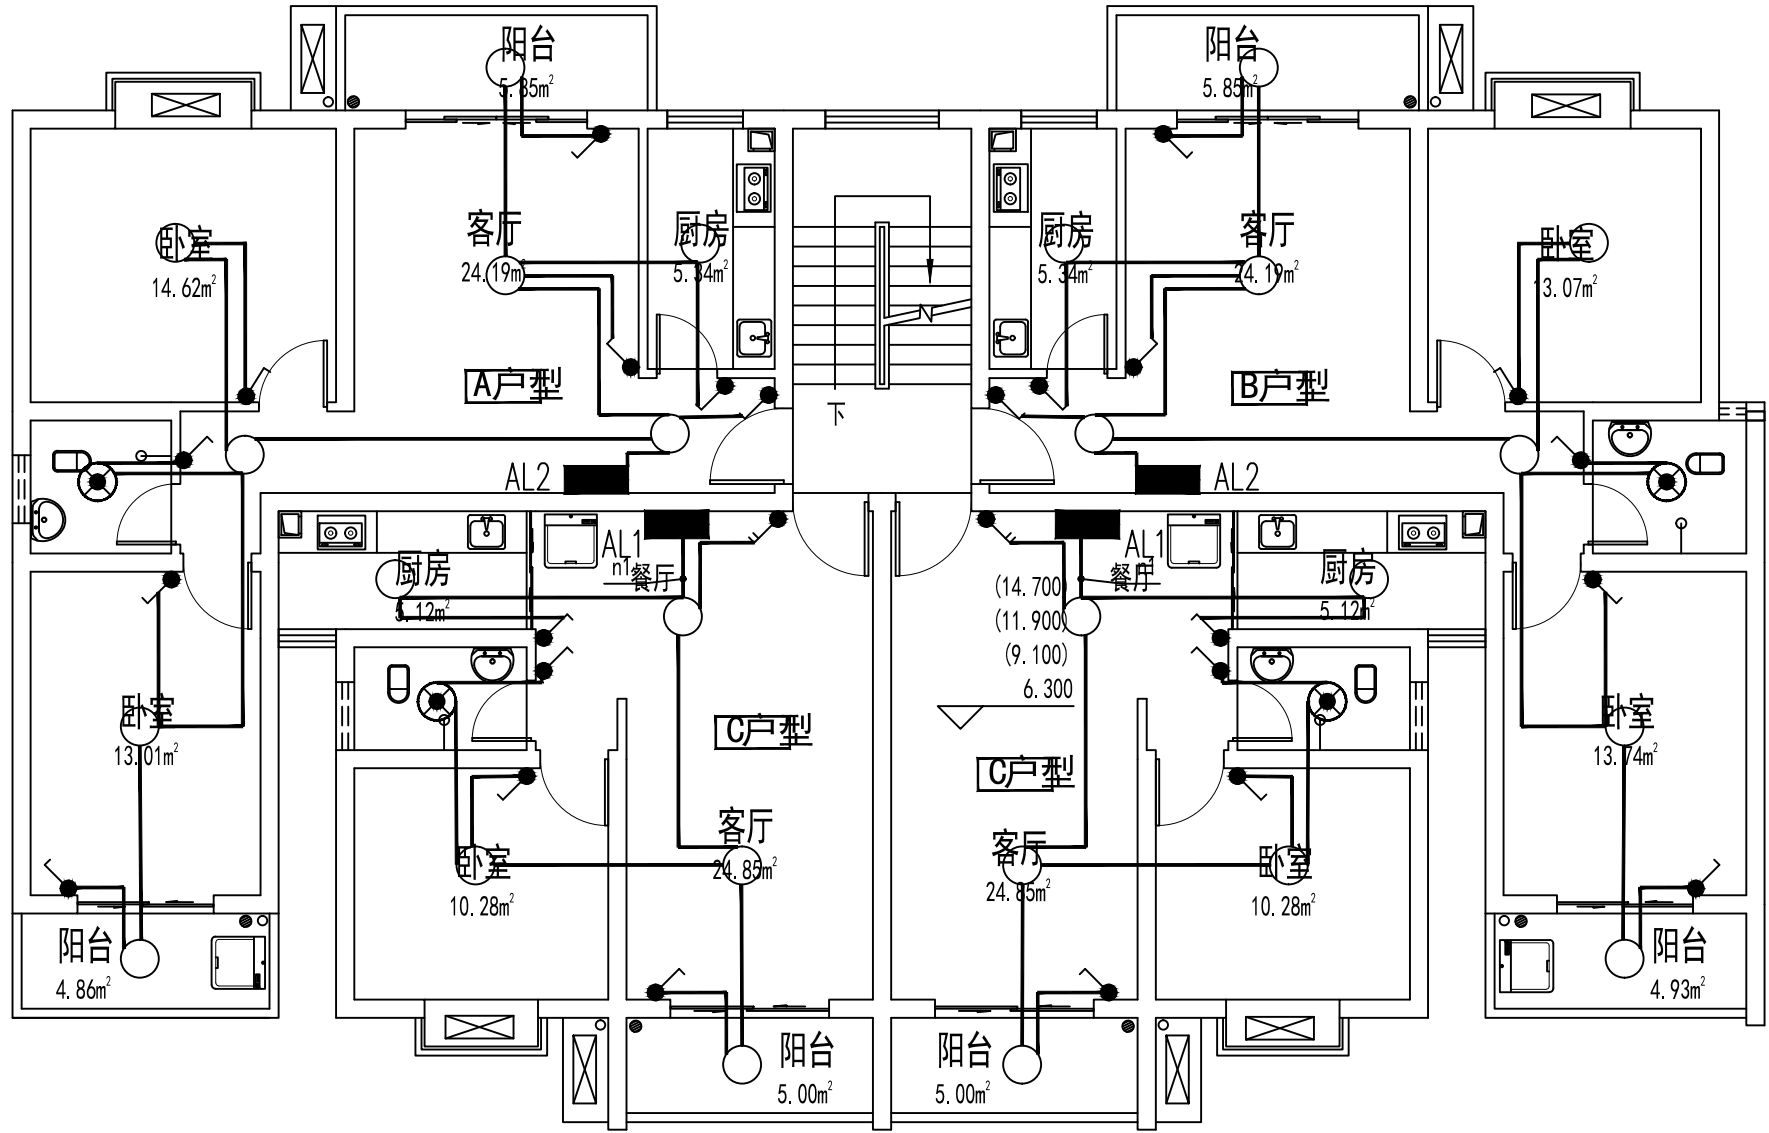 阳台
5.85m²
阳台
5.85m²
卧室
14.62m²
客厅
24.19m²
厨房
5.34m²
厨房
5.34m²
客厅
24.19m²
卧室
13.07m²
N
A户型
B户型
下
AL2
AL2
AL1
n1
餐厅
AL1
n1
餐厅
厨房
5.12m²
厨房
5.12m²
(14.700)
(11.900)
(9.100)
6.300
卧室
13.01m²
C户型
C户型
卧室
13.74m²
客厅
24.85m²
客厅
24.85m²
卧室
10.28m²
卧室
10.28m²
阳台
4.86m²
阳台
4.93m²
阳台
5.00m²
阳台
5.00m²